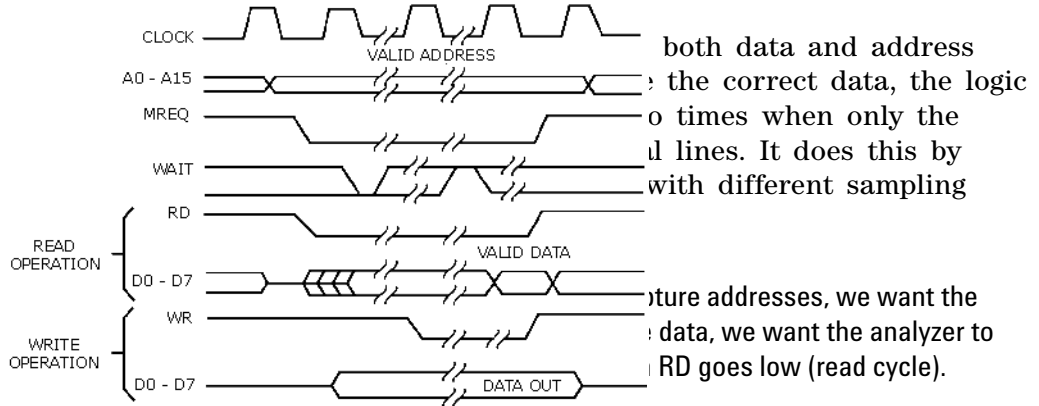 CLOCK
VALID ADDRESS
both data and address
A0 - A15
the correct data, the logic
MREQ
times when only the
WAIT
lines. It does this by
with different sampling
RD
READ
OPERATION
VALID DATA
D0 - D7
addresses, we want the
WR
data, we want the analyzer to
WRITE
OPERATION
RD goes low (read cycle).
D0 - D7
DATA OUT